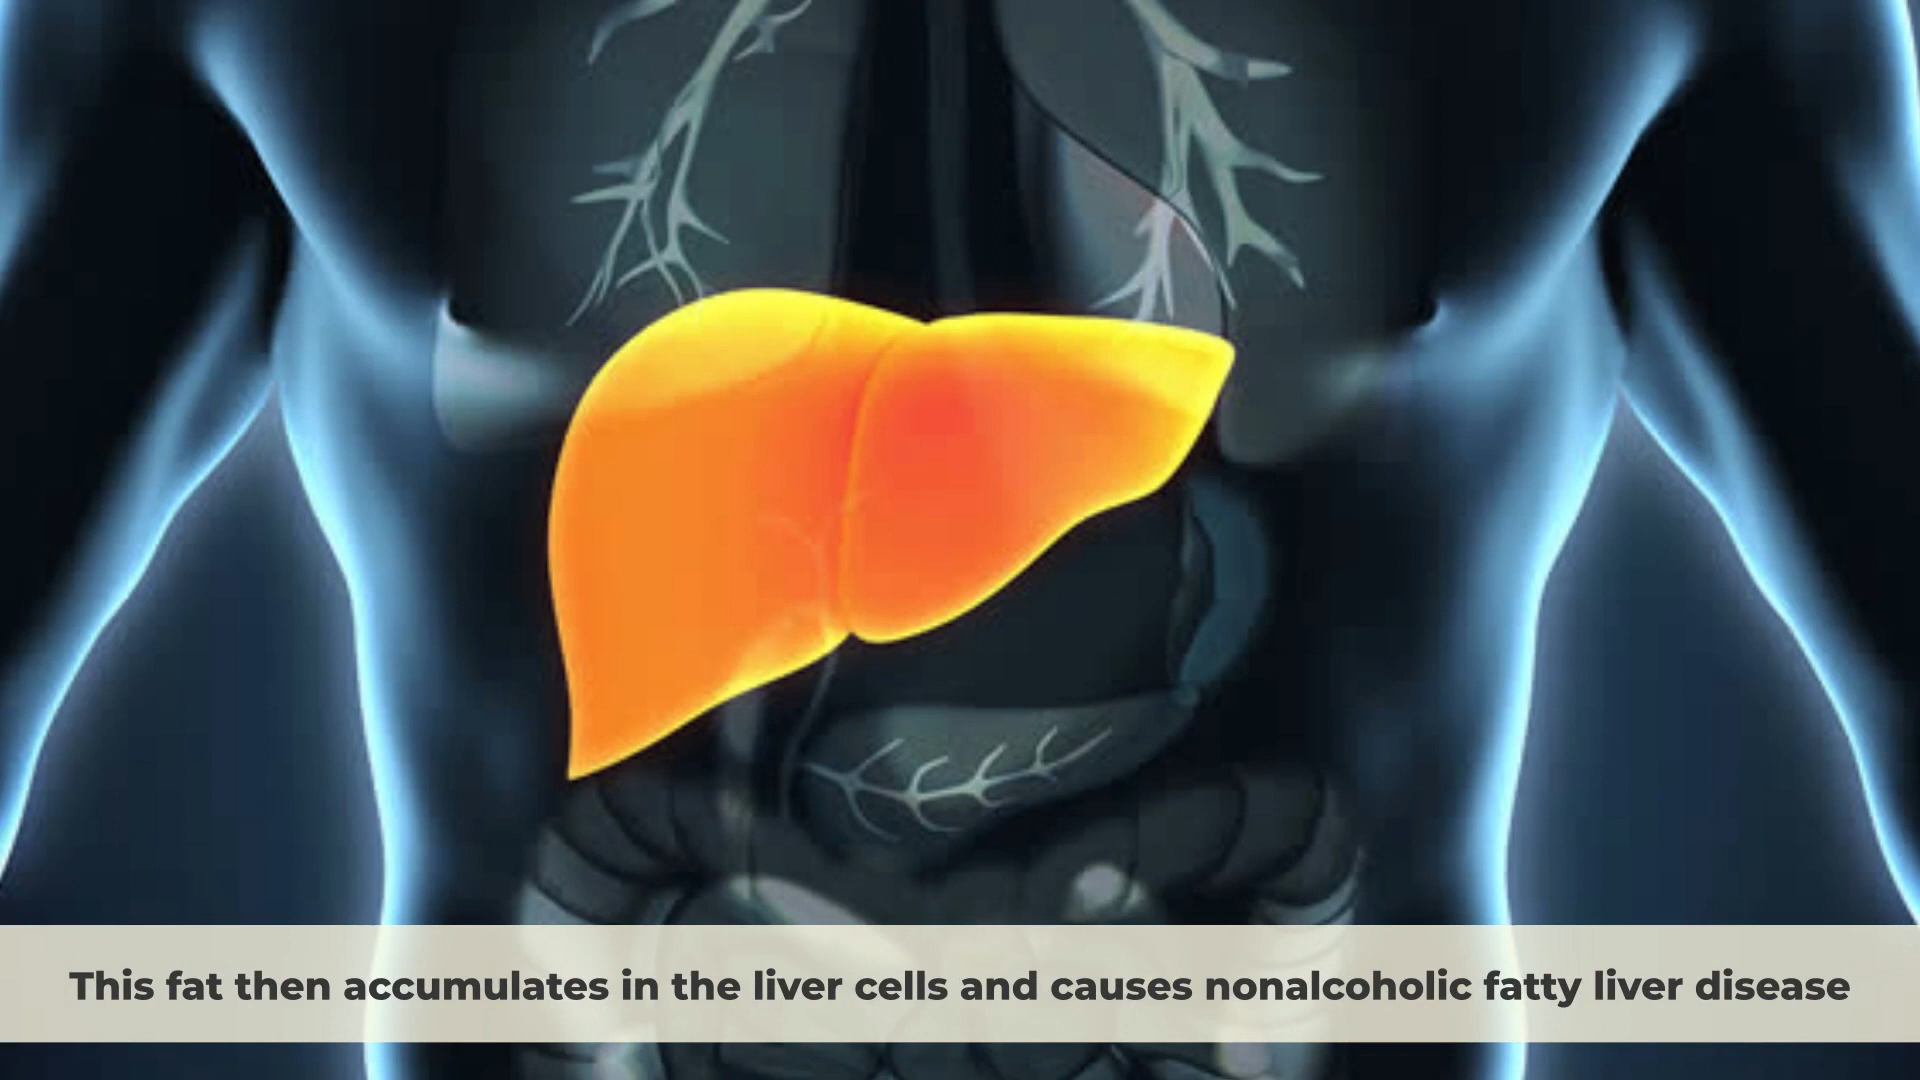 This fat then accumulates in the liver cells and causes nonalcoholic fatty liver disease